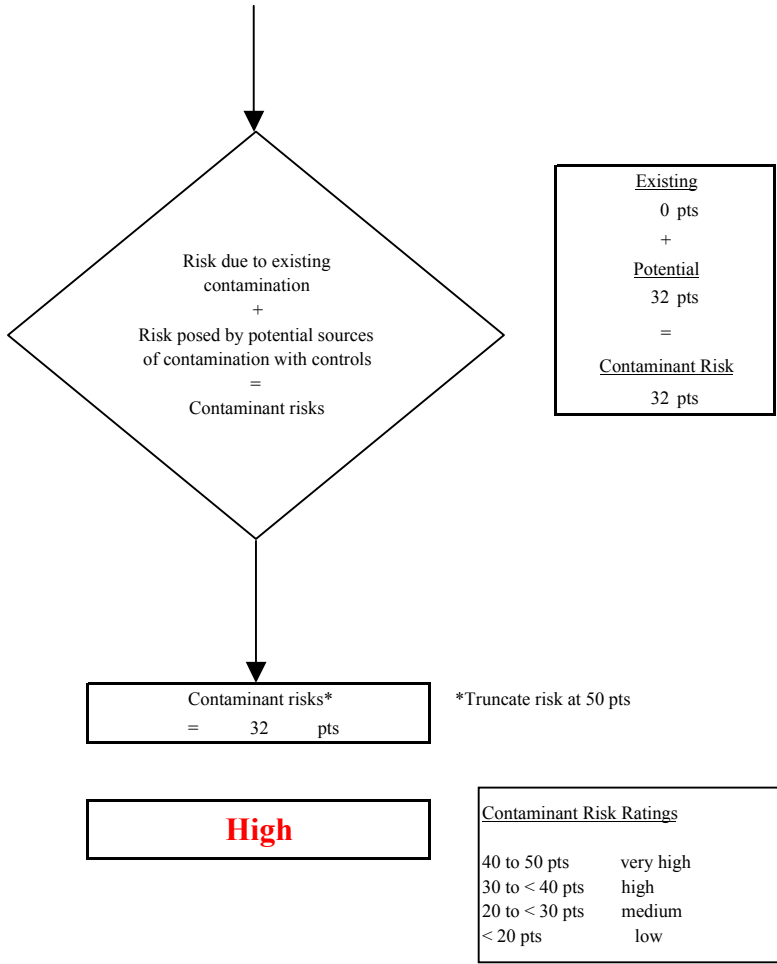 Risk due to existing
contamination
+
Risk posed by potential sources
of contamination with controls
=
Contaminant risks
Existing
0 pts
+
Potential
32 pts
=
Contaminant Risk
32 pts
Contaminant risks*
= 32 pts
*Truncate risk at 50 pts
High
Contaminant Risk Ratings
40 to 50 pts very high
30 to < 40 pts high
20 to < 30 pts medium
< 20 pts low